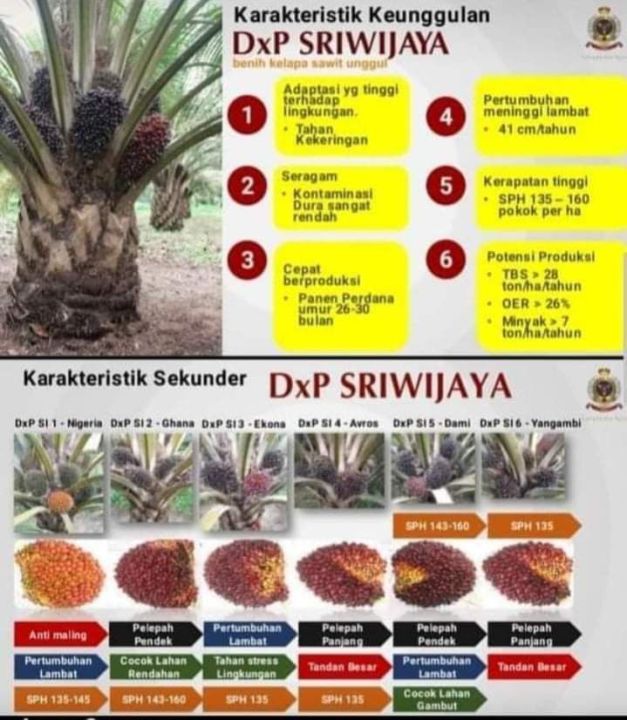 Karakteristik Keunggulan
DxP SRIWIJAYA
benih kelapa sawit unggul
1
Adaptasi yg tinggi
terhadap
lingkungan.
• Tahan
Kekeringan
2
Seragam
• Kontaminasi
Dura sangat
rendah
3
Cepat
berproduksi
• Panen Perdana
umur 26-30
bulan
4
Pertumbuhan
meninggi lambat
• 41 cm/tahun
5
Kerapatan tinggi
• SPH 135 – 160
pokok per ha
6
Potensi Produksi
• TBS > 28
ton/ha/tahun
• OER > 26%
• Minyak > 7
ton/ha/tahun
Karakteristik Sekunder
DxP SRIWIJAYA
DxP SI 1 - Nigeria DxP SI 2 - Ghana DxP SI 3 - Ekona DxP SI 4 - Avros DxP SI 5 - Dami DxP SI 6 - Yangambi
SPH 143-160 SPH 135
Anti maling
Pelepah
Pendek
Pertumbuhan
Lambat
Pelepah
Panjang
Pelepah
Pendek
Pelepah
Panjang
Pertumbuhan
Lambat
Cocok Lahan
Rendahan
Tahan stress
Lingkungan
Tandan Besar
Pertumbuhan
Lambat
Tandan Besar
SPH 135-145
SPH 143-160
SPH 135
SPH 135
Cocok Lahan
Gambut